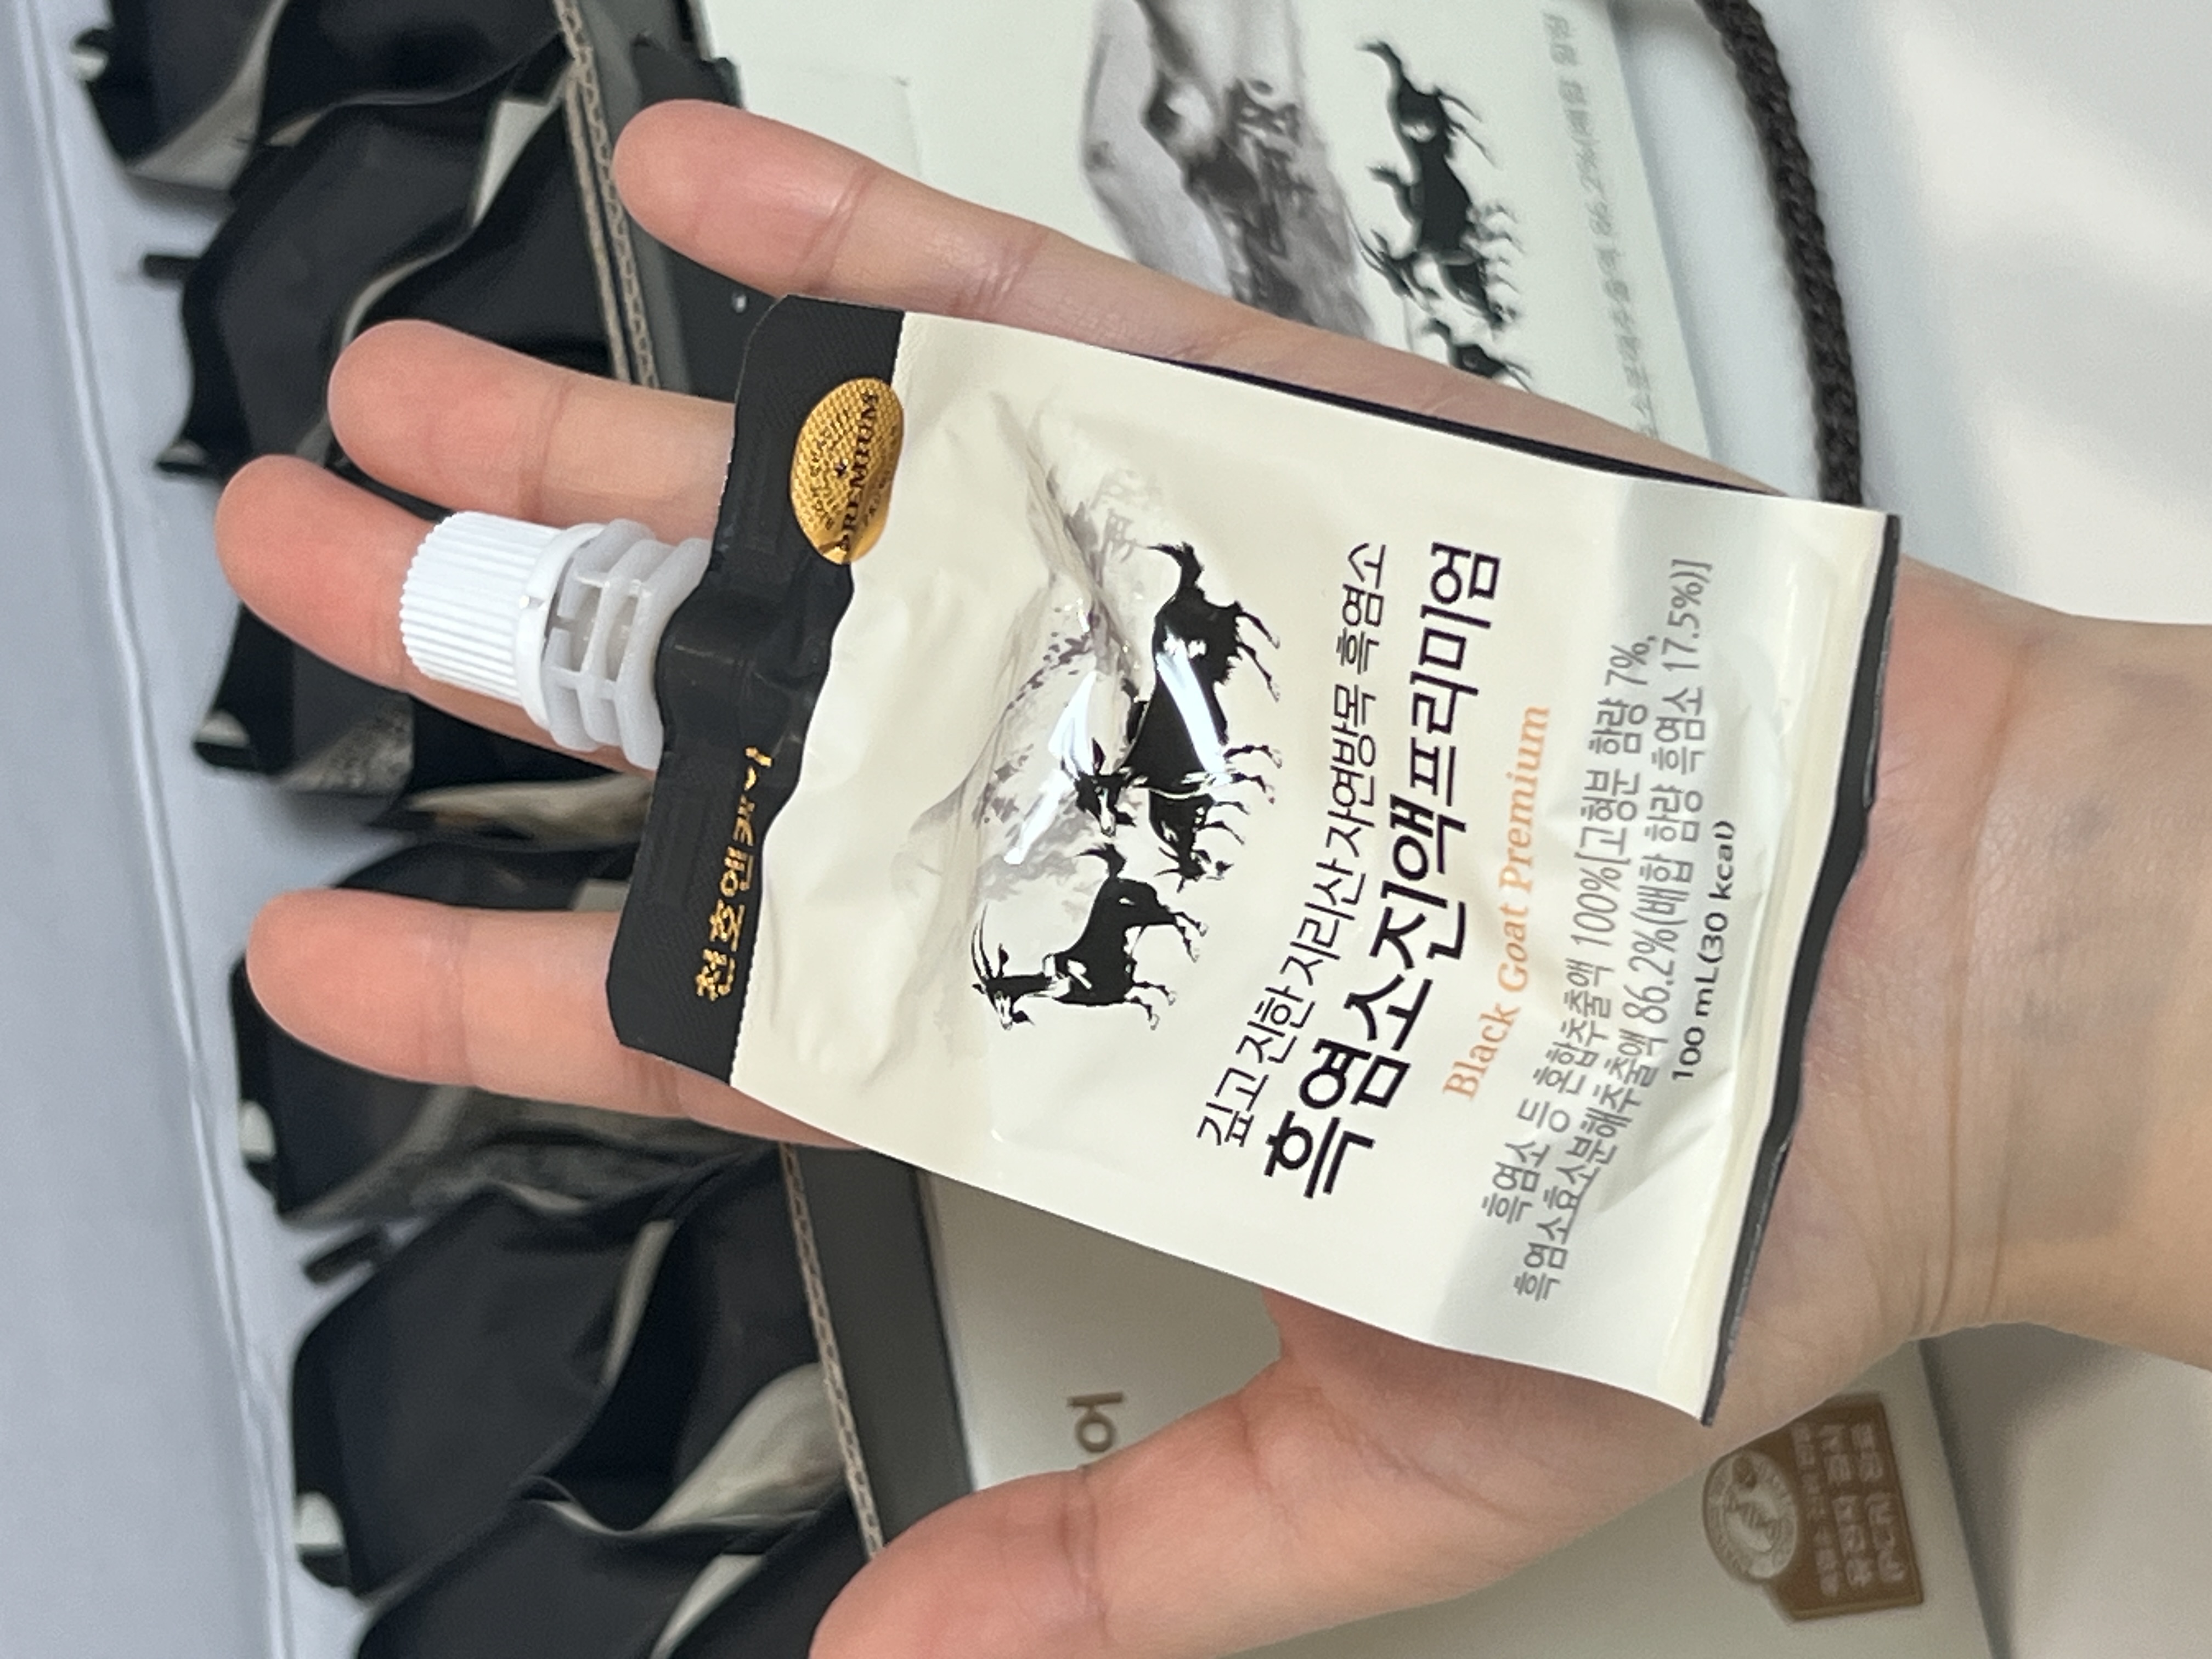 천호엔케어
PREMIUM
깊고 진한 지리산 자연방목 흑염소
흑염소진액프리미엄
Black Goat Premium
흑염소 등 혼합추출액 100%[고형분 함량 7%,
흑염소효소분해추출액 86.2%(배합 함량 흑염소 17.5%)]
100 mL(30 kcal)
어